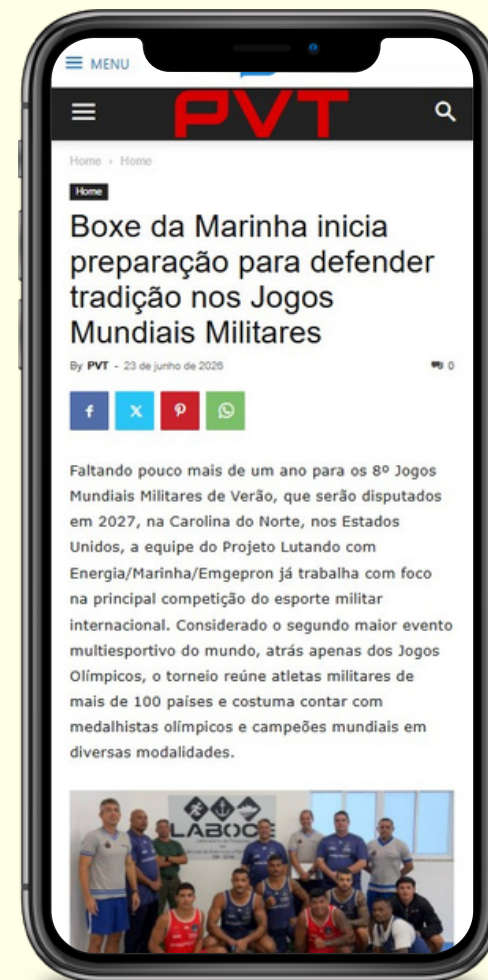 MENU
PVT
Home › Home
Home
Boxe da Marinha inicia
preparação para defender
tradição nos Jogos
Mundiais Militares
By PVT - 23 de junho de 2026
0
Faltando pouco mais de um ano para os 8º Jogos
Mundiais Militares de Verão, que serão disputados
em 2027, na Carolina do Norte, nos Estados
Unidos, a equipe do Projeto Lutando com
Energia/Marinha/Emgepron já trabalha com foco
na principal competição do esporte militar
internacional. Considerado o segundo maior evento
multiesportivo do mundo, atrás apenas dos Jogos
Olímpicos, o torneio reúne atletas militares de
mais de 100 países e costuma contar com
medalhistas olímpicos e campeões mundiais em
diversas modalidades.
LABOCE